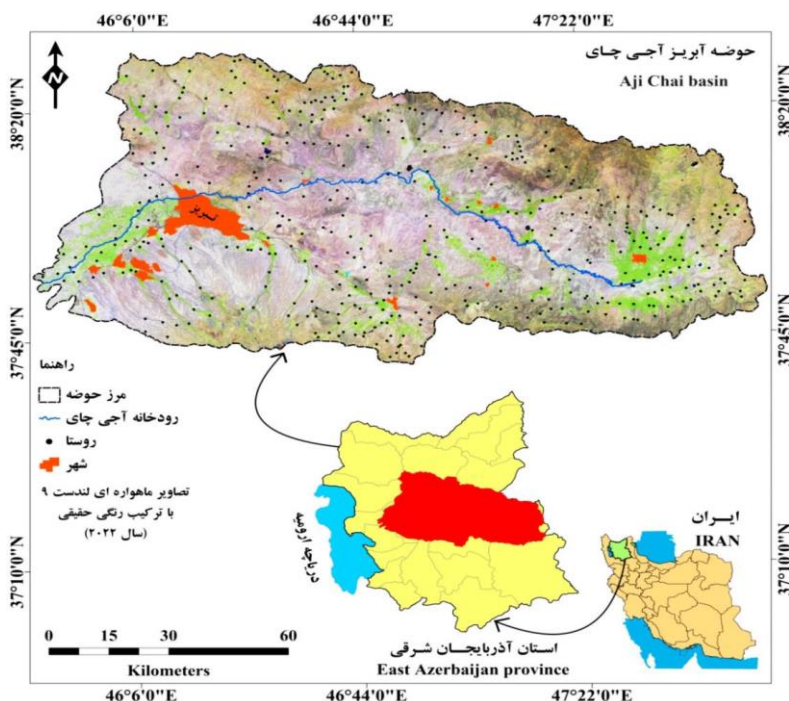 46°6'0"E 46°44'0"E 47°22'0"E
حوضه آبریز آجی چای
Aji Chai basin
N
38°20'0"N
38°20'0"N
تبریز
37°45'0"N
37°45'0"N
راهنما
مرز حوضه
رودخانه آجی چای
روستا
شهر
تصاویر ماهواره ای لندست ۹
با ترکیب رنگی حقیقی
(سال ۲۰۲۲)
دریاچه ارومیه
ایـــران
IRAN
37°10'0"N
37°10'0"N
0 15 30 60
Kilometers
استان آذربایجـان شرقی
East Azerbaijan province
46°6'0"E 46°44'0"E 47°22'0"E